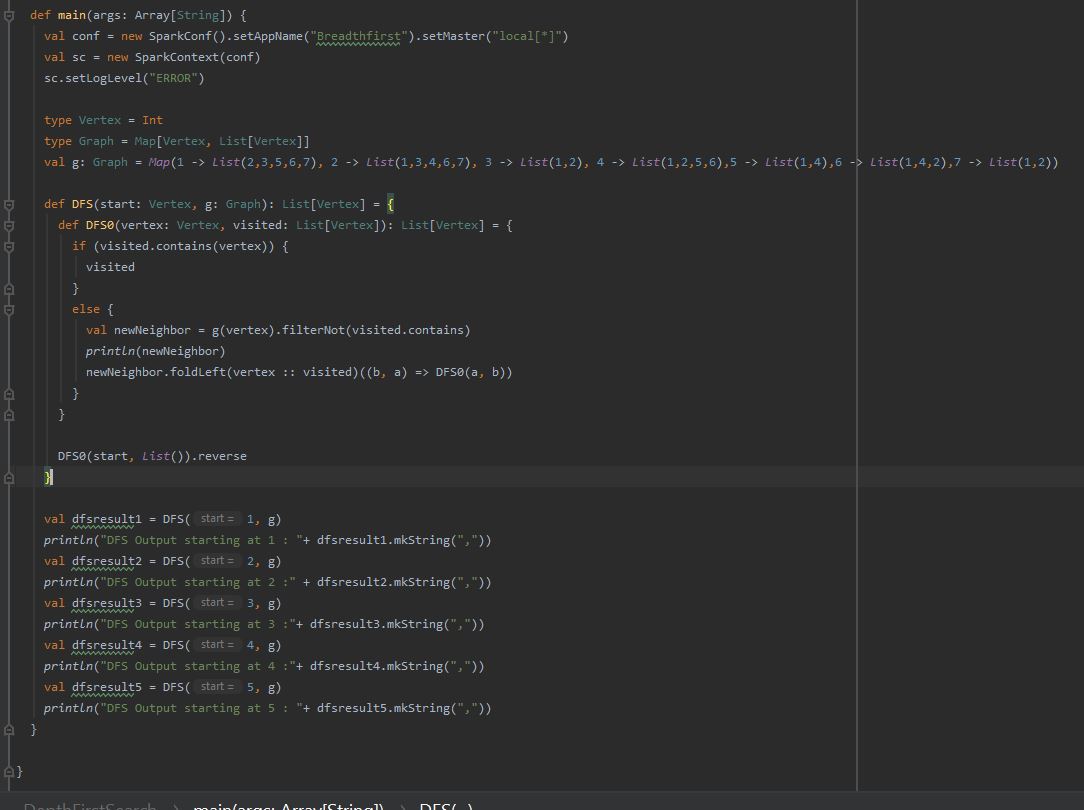 def main(args: Array[String]) {
val conf = new SparkConf().setAppName("Breadthfirst").setMaster("local[*]")
val sc = new SparkContext(conf)
sc.setLogLevel("ERROR")
type Vertex = Int
type Graph = Map[Vertex, List[Vertex]]
val g: Graph = Map(1 -> List(2,3,5,6,7), 2 -> List(1,3,4,6,7), 3 -> List(1,2), 4 -> List(1,2,5,6),5 -> List(1,4),6 -> List(1,4,2),7 -> List(1,2))
def DFS(start: Vertex, g: Graph): List[Vertex] = {
def DFS0(vertex: Vertex, visited: List[Vertex]): List[Vertex] = {
if (visited.contains(vertex)) {
visited
}
else {
val newNeighbor = g(vertex).filterNot(visited.contains)
println(newNeighbor)
newNeighbor.foldLeft(vertex :: visited)((b, a) => DFS0(a, b))
}
}
DFS0(start, List()).reverse
}
val dfsresult1 = DFS( start = 1, g)
println("DFS Output starting at 1 : "+ dfsresult1.mkString(","))
val dfsresult2 = DFS( start = 2, g)
println("DFS Output starting at 2 :" + dfsresult2.mkString(","))
val dfsresult3 = DFS( start = 3, g)
println("DFS Output starting at 3 :"+ dfsresult3.mkString(","))
val dfsresult4 = DFS( start = 4, g)
println("DFS Output starting at 4 :"+ dfsresult4.mkString(","))
val dfsresult5 = DFS( start = 5, g)
println("DFS Output starting at 5 : "+ dfsresult5.mkString(","))
}
}
DepthFirstSearch > main(args: Array[String]) > DFS(...)